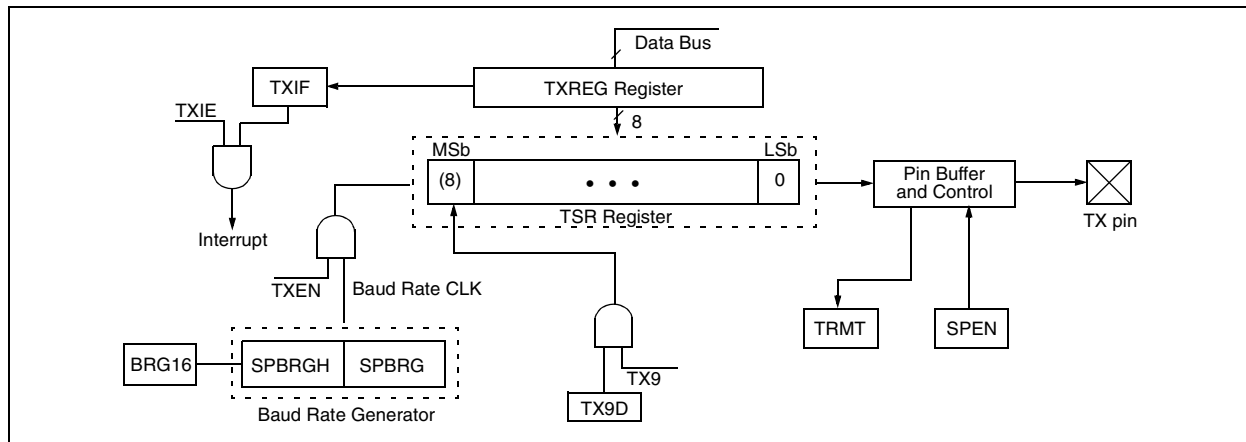 Data Bus
TXIF
TXREG Register
TXIE
8
MSb
LSb
(8)
• • •
0
Pin Buffer
and Control
TSR Register
TX pin
Interrupt
TXEN
Baud Rate CLK
TRMT
SPEN
BRG16
SPBRGH
SPBRG
TX9
TX9D
Baud Rate Generator